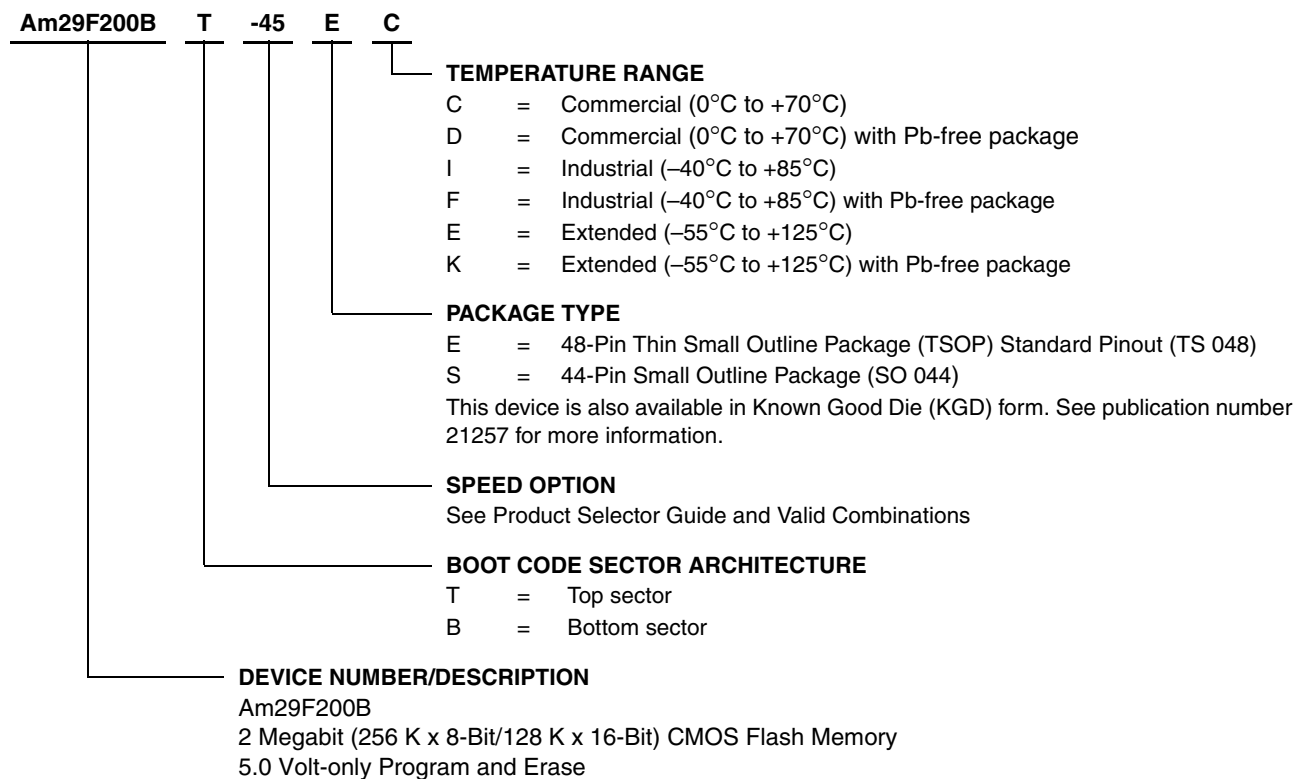 Am29F200B T -45 E C
TEMPERATURE RANGE
C = Commercial (0°C to +70°C)
D = Commercial (0°C to +70°C) with Pb-free package
I = Industrial (–40°C to +85°C)
F = Industrial (–40°C to +85°C) with Pb-free package
E = Extended (–55°C to +125°C)
K = Extended (–55°C to +125°C) with Pb-free package
PACKAGE TYPE
E = 48-Pin Thin Small Outline Package (TSOP) Standard Pinout (TS 048)
S = 44-Pin Small Outline Package (SO 044)
This device is also available in Known Good Die (KGD) form. See publication number
21257 for more information.
SPEED OPTION
See Product Selector Guide and Valid Combinations
BOOT CODE SECTOR ARCHITECTURE
T = Top sector
B = Bottom sector
DEVICE NUMBER/DESCRIPTION
Am29F200B
2 Megabit (256 K x 8-Bit/128 K x 16-Bit) CMOS Flash Memory
5.0 Volt-only Program and Erase